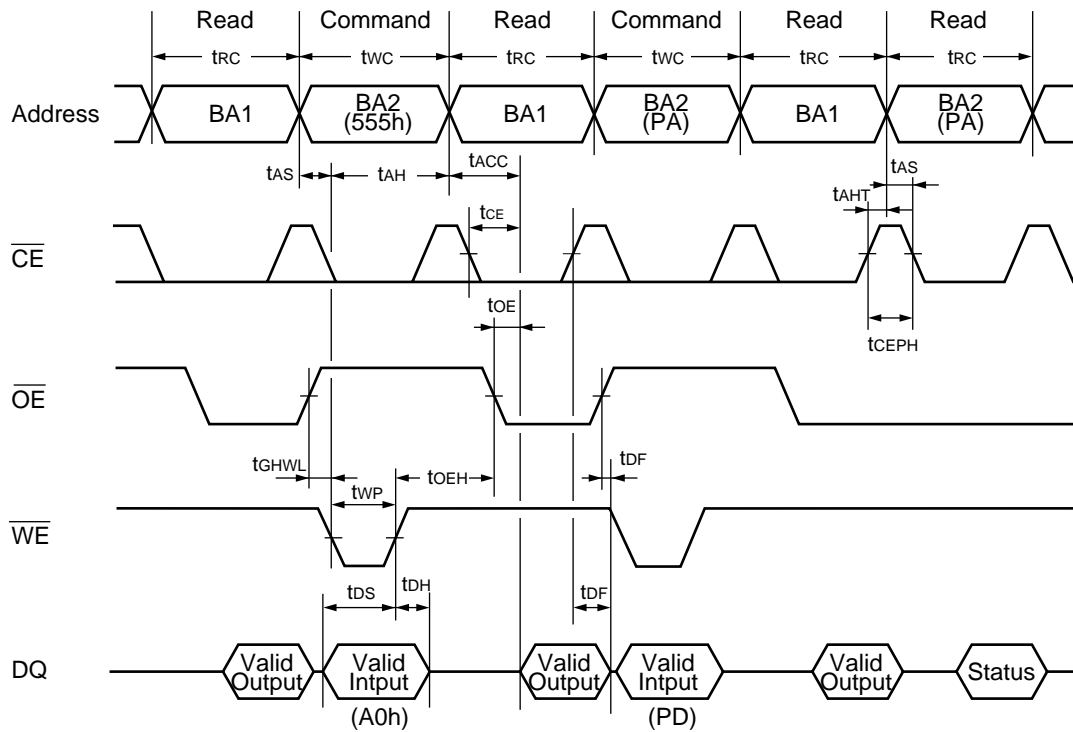 Read Command Read Command Read Read
tRC tWC tRC tWC tRC tRC
Address BA1 BA2 (555h) BA1 BA2 (PA) BA1 BA2 (PA)
tAS tAH tACC tAS
tAHT
tCE
CE
tOE
tCEPH
OE
tGHWL tOEH tDF
tWP
WE
tDS tDH tDF
DQ Valid Output Valid Intput Valid Output Valid Intput Valid Output Status
(A0h) (PD)